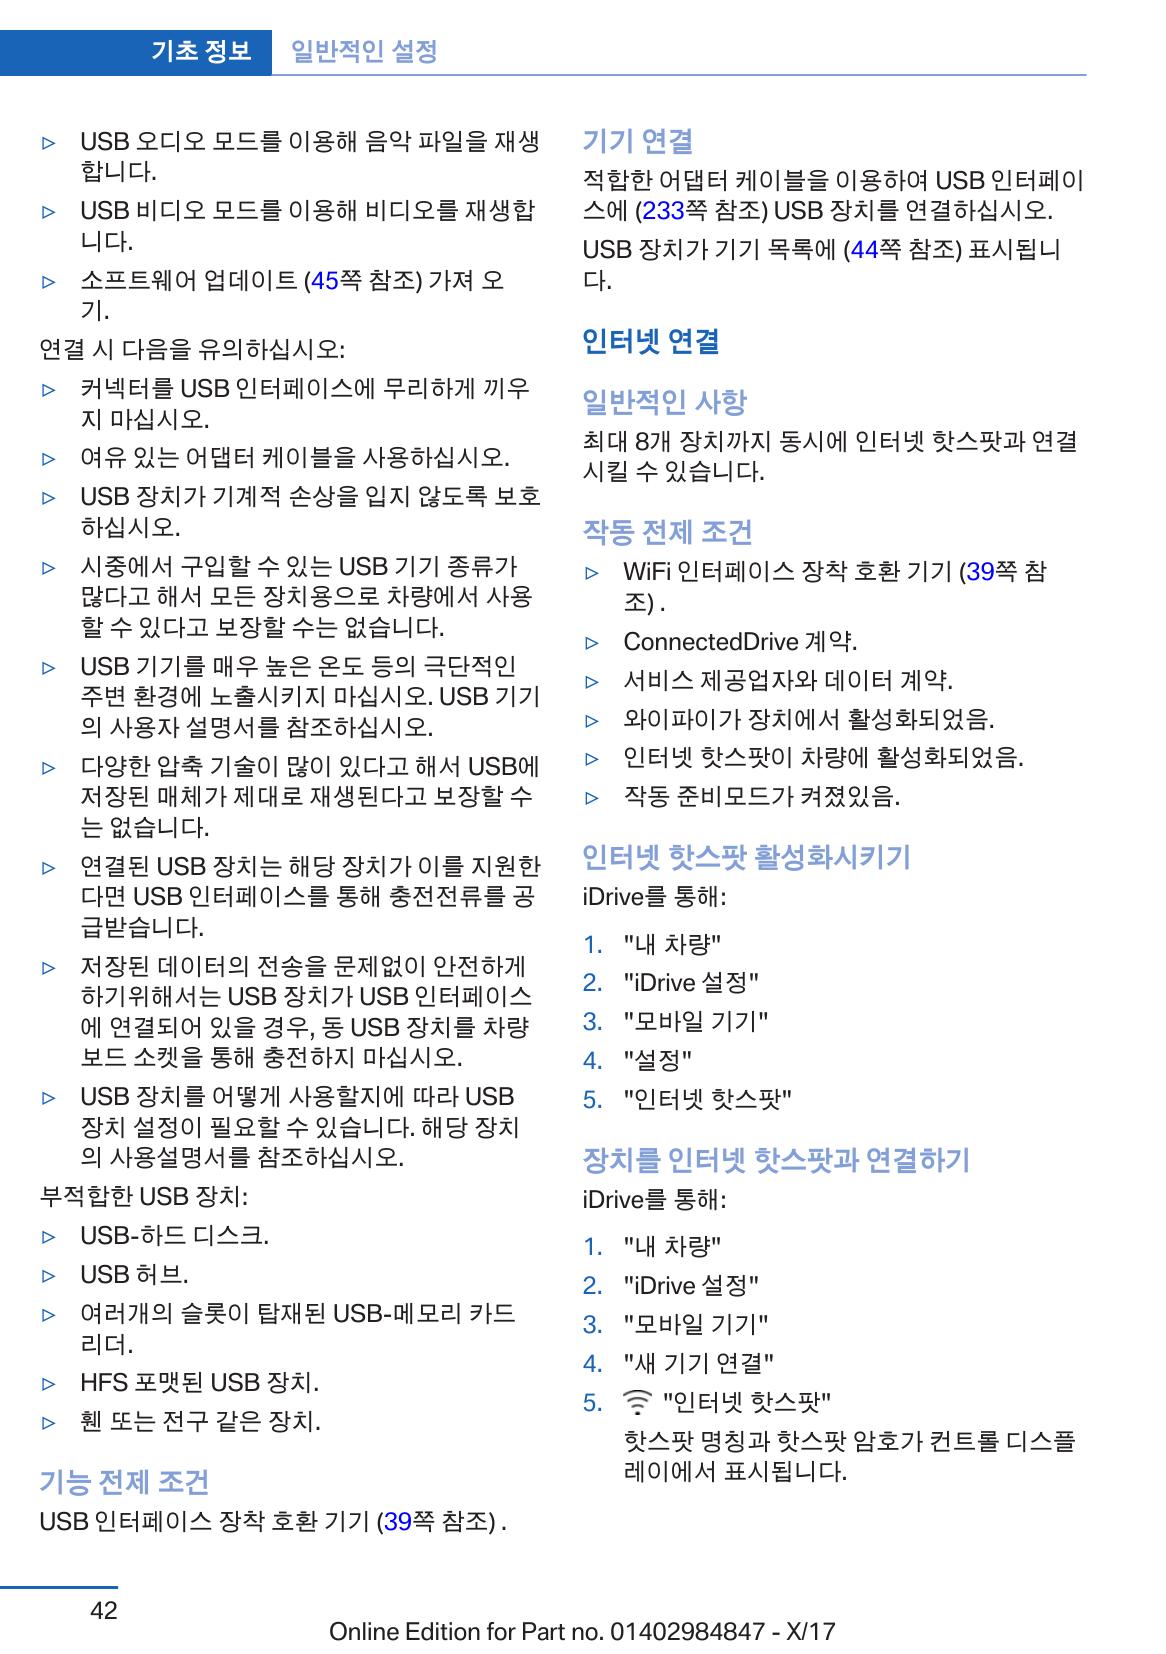 기초 정보 일반적인 설정
▷ USB 오디오 모드를 이용해 음악 파일을 재생
합니다.
▷ USB 비디오 모드를 이용해 비디오를 재생합
니다.
▷ 소프트웨어 업데이트 (45쪽 참조) 가져 오
기.
연결 시 다음을 유의하십시오:
▷ 커넥터를 USB 인터페이스에 무리하게 끼우
지 마십시오.
▷ 여유 있는 어댑터 케이블을 사용하십시오.
▷ USB 장치가 기계적 손상을 입지 않도록 보호
하십시오.
▷ 시중에서 구입할 수 있는 USB 기기 종류가
많다고 해서 모든 장치용으로 차량에서 사용
할 수 있다고 보장할 수는 없습니다.
▷ USB 기기를 매우 높은 온도 등의 극단적인
주변 환경에 노출시키지 마십시오. USB 기기
의 사용자 설명서를 참조하십시오.
▷ 다양한 압축 기술이 많이 있다고 해서 USB에
저장된 매체가 제대로 재생된다고 보장할 수
는 없습니다.
▷ 연결된 USB 장치는 해당 장치가 이를 지원한
다면 USB 인터페이스를 통해 충전전류를 공
급받습니다.
▷ 저장된 데이터의 전송을 문제없이 안전하게
하기위해서는 USB 장치가 USB 인터페이스
에 연결되어 있을 경우, 동 USB 장치를 차량
보드 소켓을 통해 충전하지 마십시오.
▷ USB 장치를 어떻게 사용할지에 따라 USB
장치 설정이 필요할 수 있습니다. 해당 장치
의 사용설명서를 참조하십시오.
부적합한 USB 장치:
▷ USB-하드 디스크.
▷ USB 허브.
▷ 여러개의 슬롯이 탑재된 USB-메모리 카드
리더.
▷ HFS 포맷된 USB 장치.
▷ 휀 또는 전구 같은 장치.
기능 전제 조건
USB 인터페이스 장착 호환 기기 (39쪽 참조) .
기기 연결
적합한 어댑터 케이블을 이용하여 USB 인터페이
스에 (233쪽 참조) USB 장치를 연결하십시오.
USB 장치가 기기 목록에 (44쪽 참조) 표시됩니
다.
인터넷 연결
일반적인 사항
최대 8개 장치까지 동시에 인터넷 핫스팟과 연결
시킬 수 있습니다.
작동 전제 조건
▷ WiFi 인터페이스 장착 호환 기기 (39쪽 참
조) .
▷ ConnectedDrive 계약.
▷ 서비스 제공업자와 데이터 계약.
▷ 와이파이가 장치에서 활성화되었음.
▷ 인터넷 핫스팟이 차량에 활성화되었음.
▷ 작동 준비모드가 켜졌있음.
인터넷 핫스팟 활성화시키기
iDrive를 통해:
1. "내 차량"
2. "iDrive 설정"
3. "모바일 기기"
4. "설정"
5. "인터넷 핫스팟"
장치를 인터넷 핫스팟과 연결하기
iDrive를 통해:
1. "내 차량"
2. "iDrive 설정"
3. "모바일 기기"
4. "새 기기 연결"
5. "인터넷 핫스팟"
핫스팟 명칭과 핫스팟 암호가 컨트롤 디스플
레이에서 표시됩니다.
42
Online Edition for Part no. 01402984847 - X/17